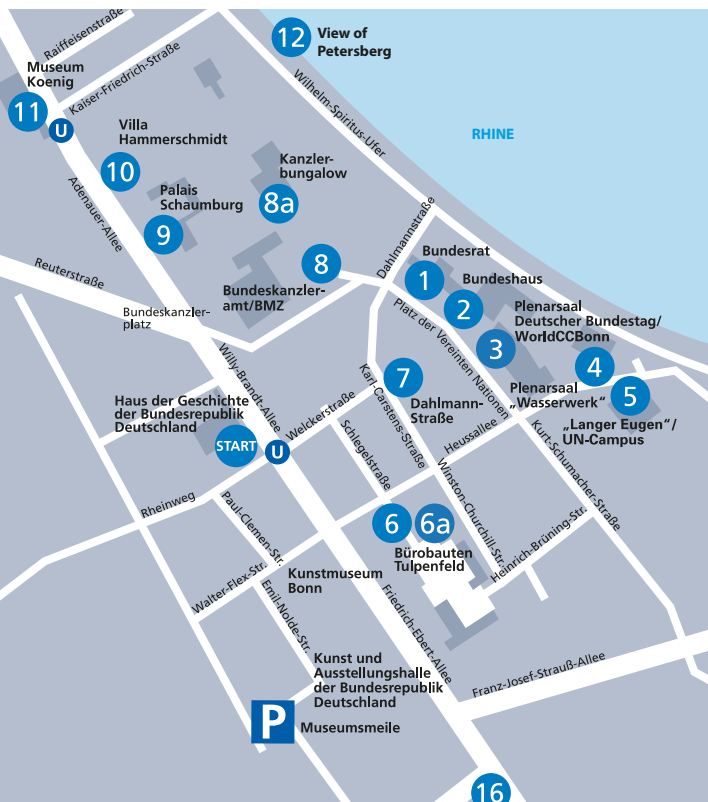 12
View of
Petersberg
Raiffeisenstraße
Museum
Koenig
Kaiser-Friedrich-Straße
11
U
Wilhelm-Spiritus-Ufer
RHINE
Villa
Hammerschmidt
10
Kanzler-
bungalow
8a
Palais
Schaumburg
9
Adenauer-Allee
Dahlmannstraße
Reuterstraße
8
Bundeskanzler-
amt/BMZ
Bundesrat
1
Bundeshaus
2
Bundeskanzler-
platz
Platz der Vereinten Nationen
Plenarsaal
Deutscher Bundestag/
WorldCCBonn
3
4
Plenarsaal
„Wasserwerk“
5
„Langer Eugen“/
UN-Campus
Willy-Brandt-Allee
7
Dahlmann-
Straße
Karl-Carstens-Straße
Haus der Geschichte
der Bundesrepublik
Deutschland
START
U
Welckerstraße
Schlegelstraße
Heussallee
Kurt-Schumacher-Straße
Winston-Churchill-Str.
Rheinweg
Paul-Clemen-Str.
6
6a
Bürobauten
Tulpenfeld
Heinrich-Brüning-Str.
Walter-Flex-Str.
Kunstmuseum
Bonn
Emil-Nolde-Str.
Friedrich-Ebert-Allee
Kunst und
Ausstellungshalle
der Bundesrepublik
Deutschland
Franz-Josef-Strauß-Allee
P
Museumsmeile
16